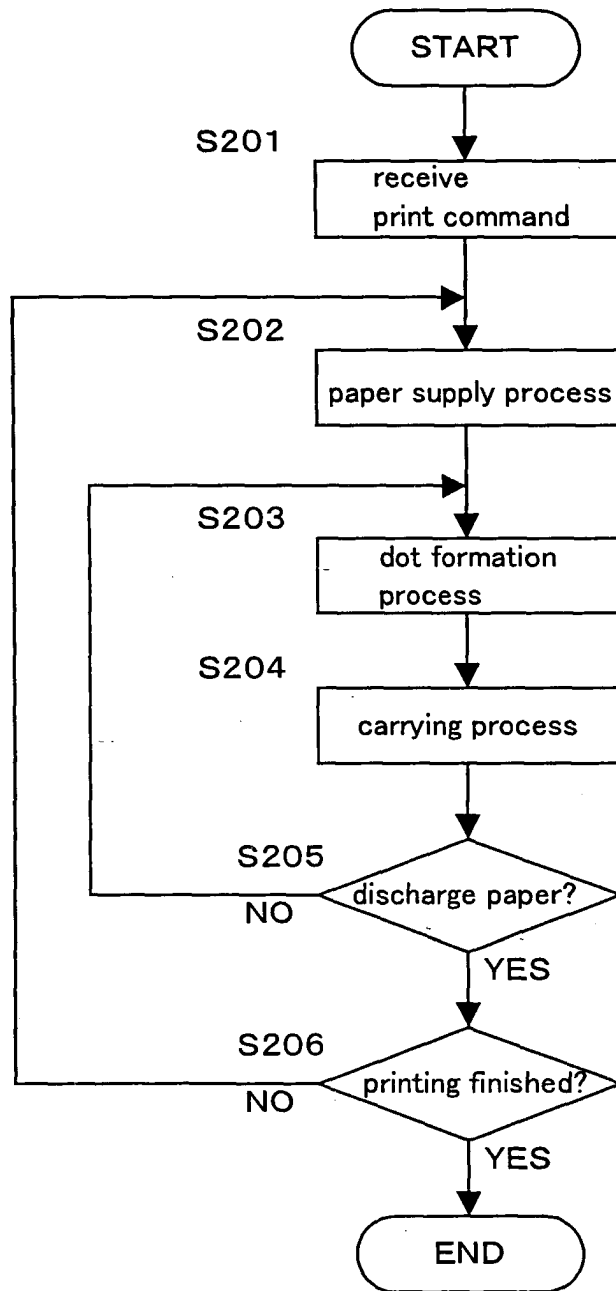 START
S201
receive
print command
S202
paper supply process
S203
dot formation
process
S204
carrying process
S205
discharge paper?
NO
YES
S206
printing finished?
NO
YES
END